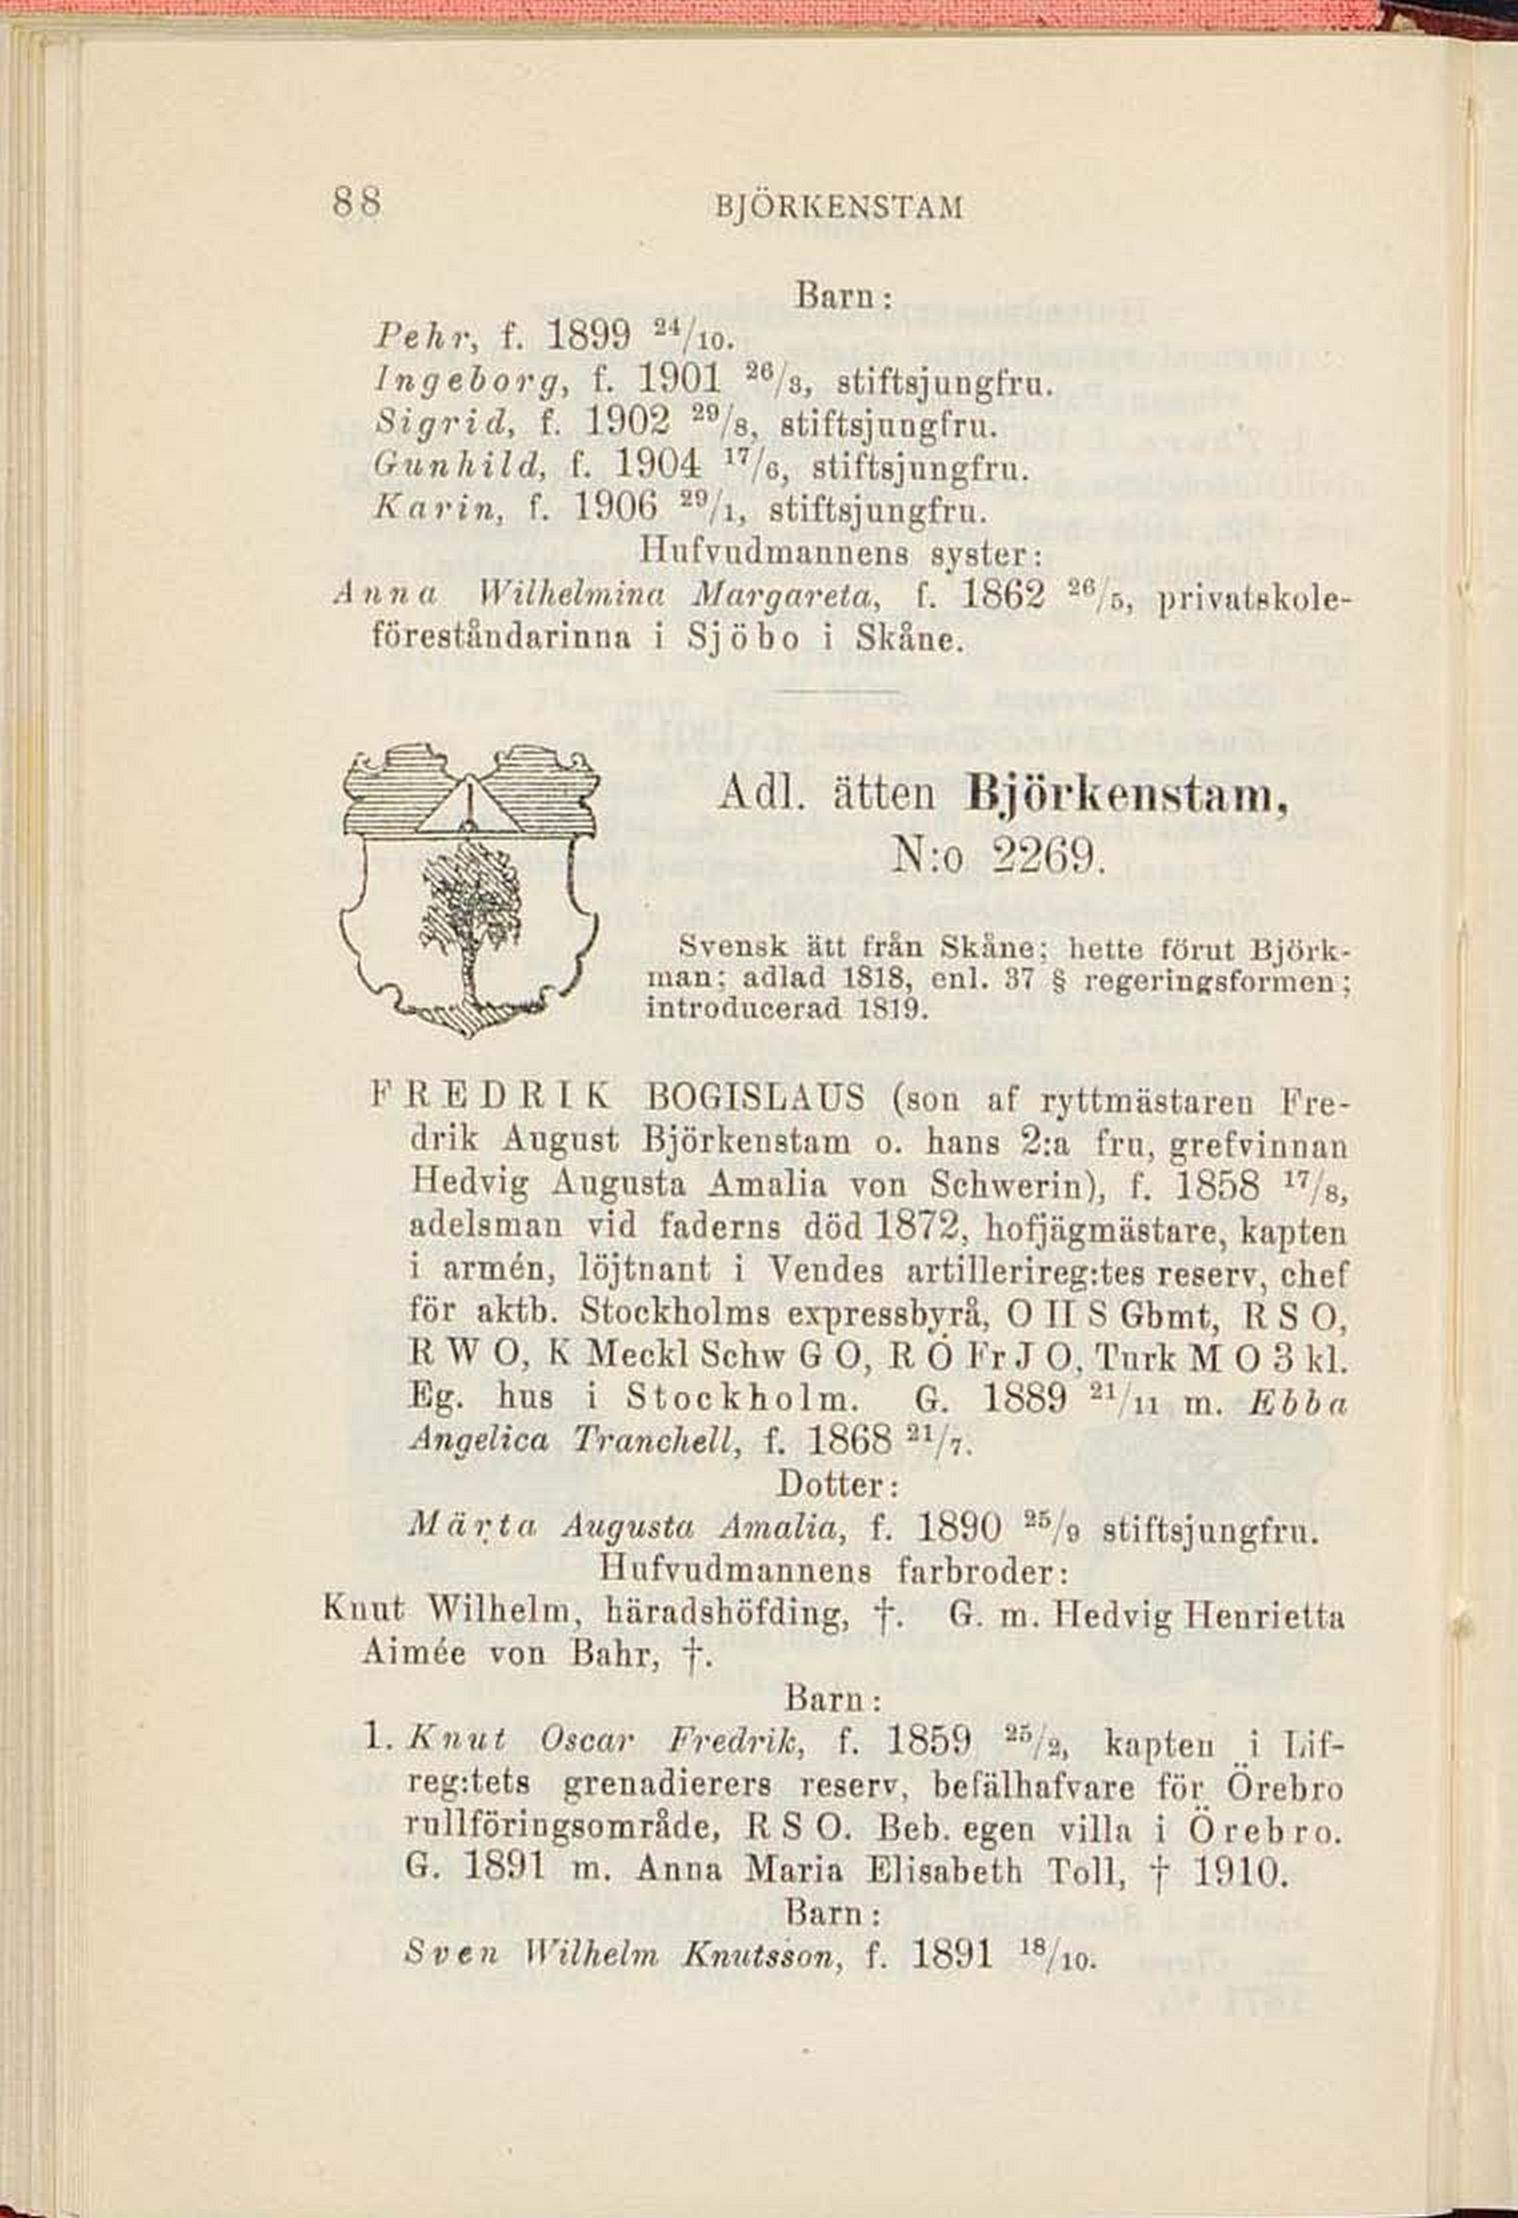 88
BJÖRKENSTAM
Barn:
Pehr, f. 1899 24/10.
Ingeborg, f. 1901 26/3, stiftsjungfru.
Sigrid, f. 1902 29/8, stiftsjungfru.
Gunhild, f. 1904 17/6, stiftsjungfru.
Karin, f. 1906 29/1, stiftsjungfru.
Hufvudmannens syster:
Anna Wilhelmina Margareta, f. 1862 26/5, privatskole-
föreståndarinna i Sjöbo i Skåne.
Adl. ätten Björkenstam,
N:o 2269.
Svensk ätt från Skåne; hette förut Björk-
man; adlad 1818, enl. 37 § regeringsformen;
introducerad 1819.
FREDRIK BOGISLAUS (son af ryttmästaren Fre-
drik August Björkenstam o. hans 2:a fru, grefvinnan
Hedvig Augusta Amalia von Schwerin), f. 1858 17/8,
adelsman vid faderns död 1872, hofjägmästare, kapten
i armén, löjtnant i Vendes artillerireg:tes reserv, chef
för aktb. Stockholms expressbyrå, O II S Gbmt, R S O,
R W O, K Meckl Schw G O, R Ö Fr J O, Turk M O 3 kl.
Eg. hus i Stockholm. G. 1889 21/11 m. Ebba
Angelica Tranchell, f. 1868 21/7.
Dotter:
Märta Augusta Amalia, f. 1890 25/9 stiftsjungfru.
Hufvudmannens farbroder:
Knut Wilhelm, häradshöfding, †. G. m. Hedvig Henrietta
Aimée von Bahr, †.
Barn:
1. Knut Oscar Fredrik, f. 1859 25/2, kapten i Lif-
reg:tets grenadierers reserv, befälhafvare för Örebro
rullföringsområde, R S O. Beb. egen villa i Örebro.
G. 1891 m. Anna Maria Elisabeth Toll, † 1910.
Barn:
Sven Wilhelm Knutsson, f. 1891 18/10.